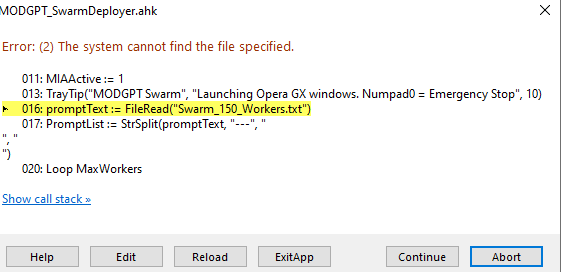 MODGPT_SwarmDeployer.ahk
Error: (2) The system cannot find the file specified.
011: MIAActive := 1
013: TrayTip("MODGPT Swarm", "Launching Opera GX windows. Numpad0 = Emergency Stop", 10)
016: promptText := FileRead("Swarm_150_Workers.txt")
017: PromptList := StrSplit(promptText, "---", "
", "
")
020: Loop MaxWorkers
Show call stack »
Help Edit Reload ExitApp Continue Abort